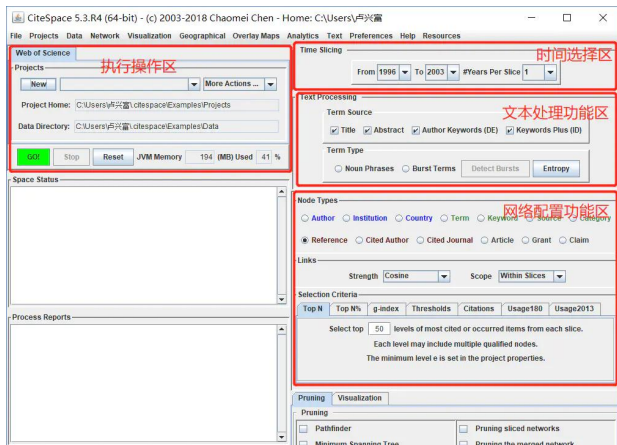 CiteSpace 5.3.R4 (64-bit) - (c) 2003-2018 Chaomei Chen - Home: C:\Users\卢兴富
File Projects Data Network Visualization Geographical Overlay Maps Analytics Text Preferences Help Resources
Web of Science
执行操作区
Projects
New More Actions ...
Project Home: C:\Users\卢兴富\.citespace\Examples\Projects
Data Directory: C:\Users\卢兴富\.citespace\Examples\Data
GO! Stop Reset JVM Memory 194 (MB) Used 41 %
Space Status
Process Reports
Time Slicing
时间选择区
From 1996 To 2003 #Years Per Slice 1
Text Processing
文本处理功能区
Term Source
Title Abstract Author Keywords (DE) Keywords Plus (ID)
Term Type
Noun Phrases Burst Terms Detect Bursts Entropy
Node Types
网络配置功能区
Author Institution Country Term Keyword Source Category
Reference Cited Author Cited Journal Article Grant Claim
Links
Strength Cosine Scope Within Slices
Selection Criteria
Top N Top N% g-index Thresholds Citations Usage180 Usage2013
Select top 50 levels of most cited or occurred items from each slice.
Each level may include multiple qualified nodes.
The minimum level e is set in the project properties.
Pruning Visualization
Pruning
Pathfinder Pruning sliced networks
Minimum Spanning Tree Pruning the merged network